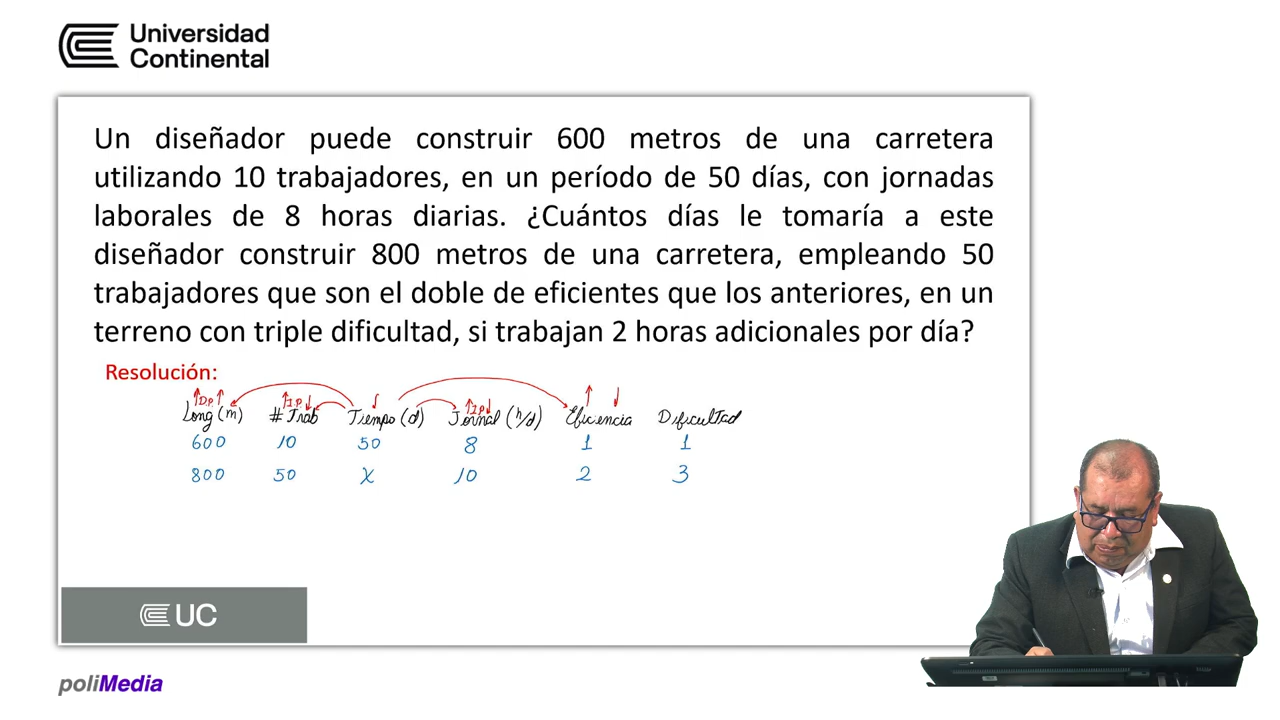 Universidad
Continental
Un diseñador puede construir 600 metros de una carretera
utilizando 10 trabajadores, en un período de 50 días, con jornadas
laborales de 8 horas diarias. ¿Cuántos días le tomaría a este
diseñador construir 800 metros de una carretera, empleando 50
trabajadores que son el doble de eficientes que los anteriores, en un
terreno con triple dificultad, si trabajan 2 horas adicionales por día?
Resolución:
D.P. I.P. I.P.
Long (m) # Trab Tiempo (d) Jornal (h/d) Eficiencia Dificultad
600 10 50 8 1 1
800 50 x 10 2 3
UC
poliMedia